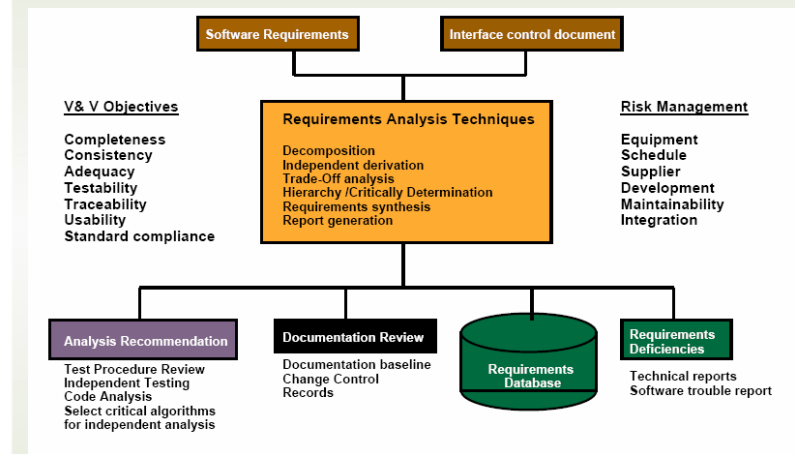 Software Requirements
Interface control document
V& V Objectives
Completeness
Consistency
Adequacy
Testability
Traceability
Usability
Standard compliance
Requirements Analysis Techniques
Decomposition
Independent derivation
Trade-Off analysis
Hierarchy /Critically Determination
Requirements synthesis
Report generation
Risk Management
Equipment
Schedule
Supplier
Development
Maintainability
Integration
Analysis Recommendation
Test Procedure Review
Independent Testing
Code Analysis
Select critical algorithms
for independent analysis
Documentation Review
Documentation baseline
Change Control
Records
Requirements
Database
Requirements
Deficiencies
Technical reports
Software trouble report